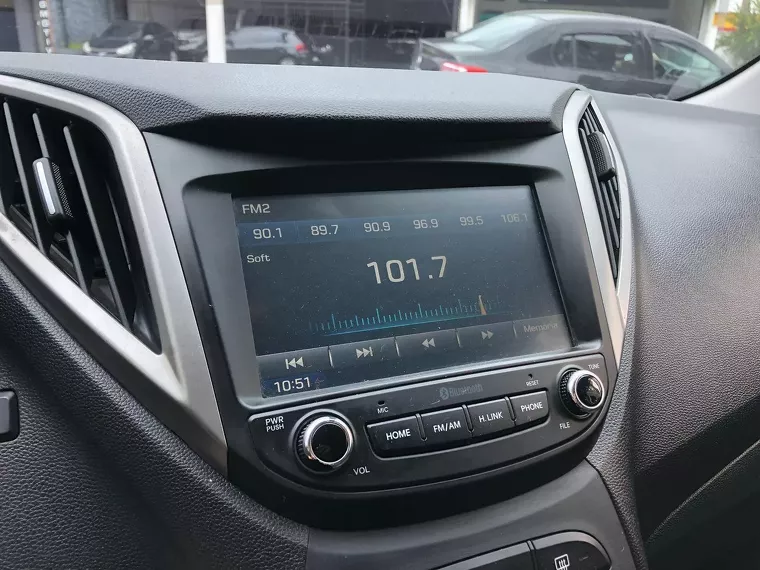 FM2
90.1 89.7 90.9 96.9 99.5 106.1
Soft
101.7
Memoria
10:51
Bluetooth
PWR
PUSH
VOL
MIC
RESET
TUNE
FILE
HOME FM/AM H.LINK PHONE